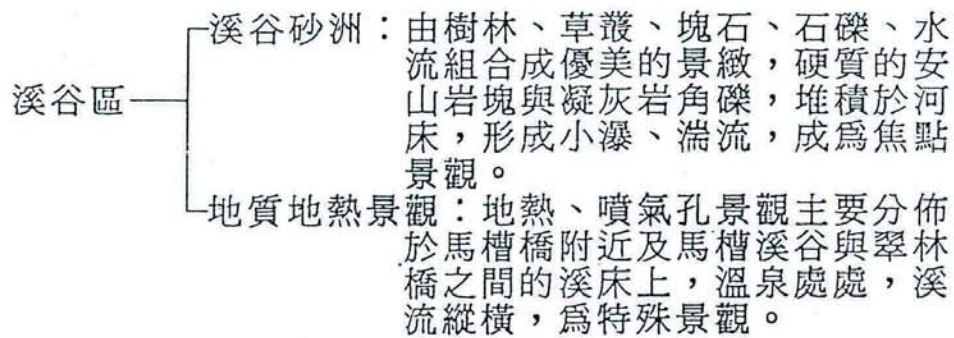 溪谷區
溪谷砂洲：由樹林、草叢、塊石、石礫、水
流組合成優美的景緻，硬質的安
山岩塊與凝灰岩角礫，堆積於河
床，形成小瀑、湍流，成爲焦點
景觀。
地質地熱景觀：地熱、噴氣孔景觀主要分佈
於馬槽橋附近及馬槽溪谷與翠林
橋之間的溪床上，溫泉處處，溪
流縱橫，爲特殊景觀。